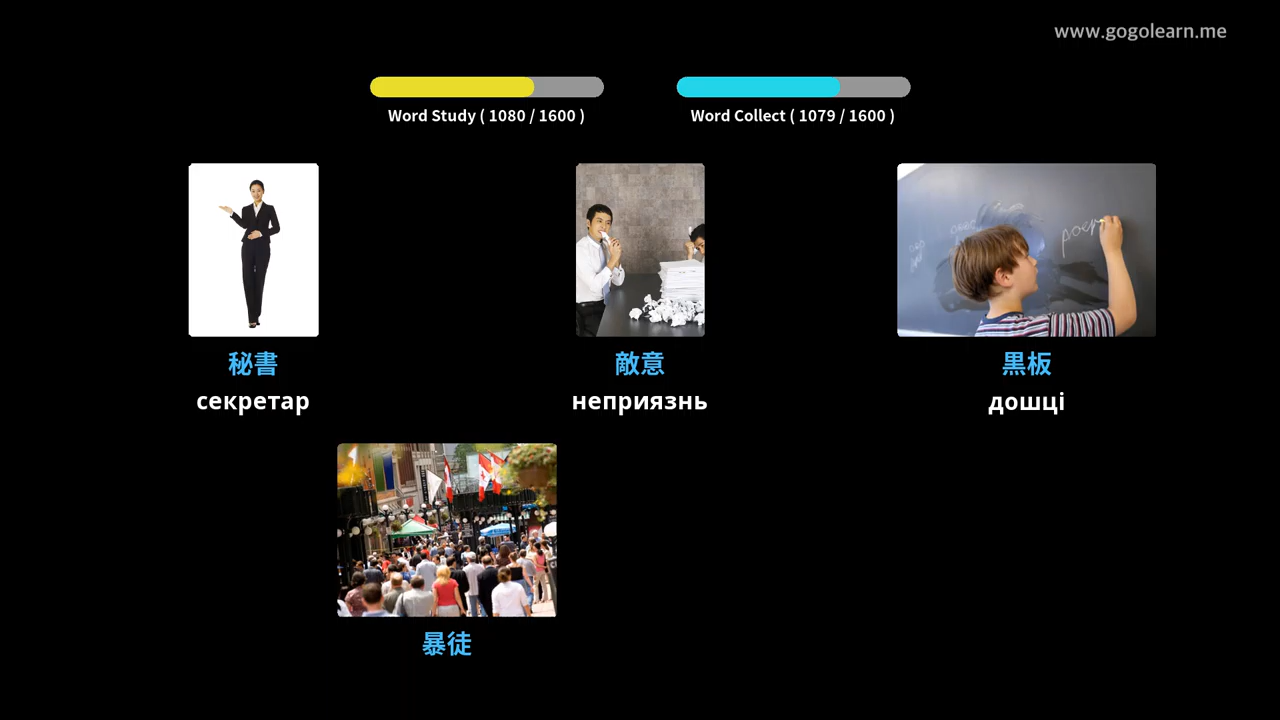 www.gogolearn.me
Word Study ( 1080 / 1600 )
Word Collect ( 1079 / 1600 )
秘書
секретар
敵意
неприязнь
黒板
дошці
暴徒